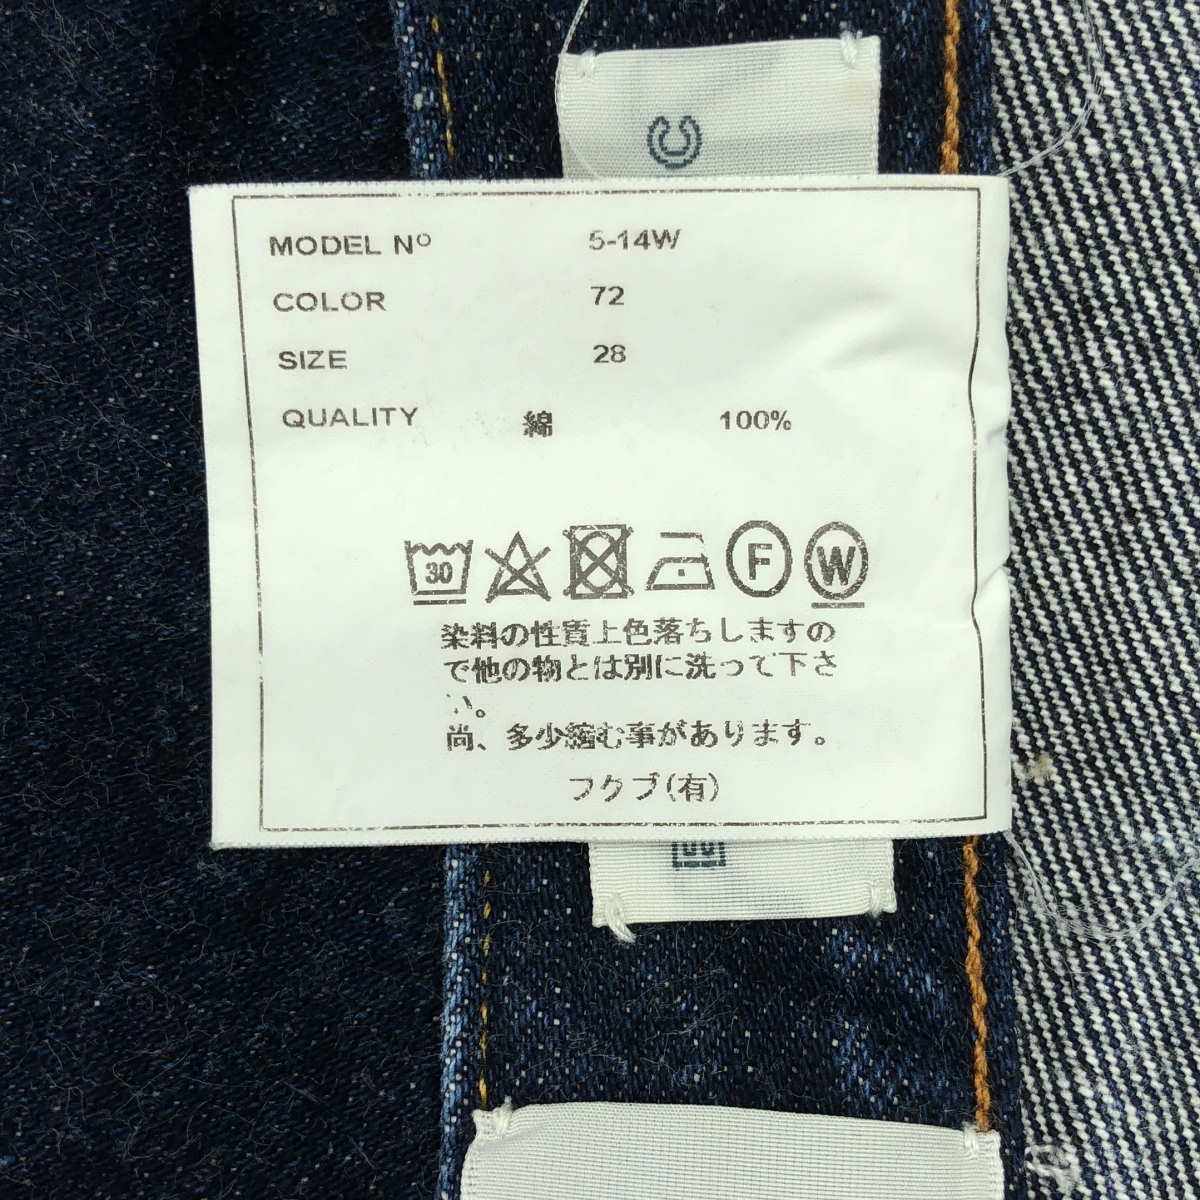 MODEL Nº 5-14W
COLOR 72
SIZE 28
QUALITY 綿 100%
30 F W
染料の性質上色落ちしますの
で他の物とは別に洗って下さ
い。
尚、多少縮む事があります。
フクブ(有)